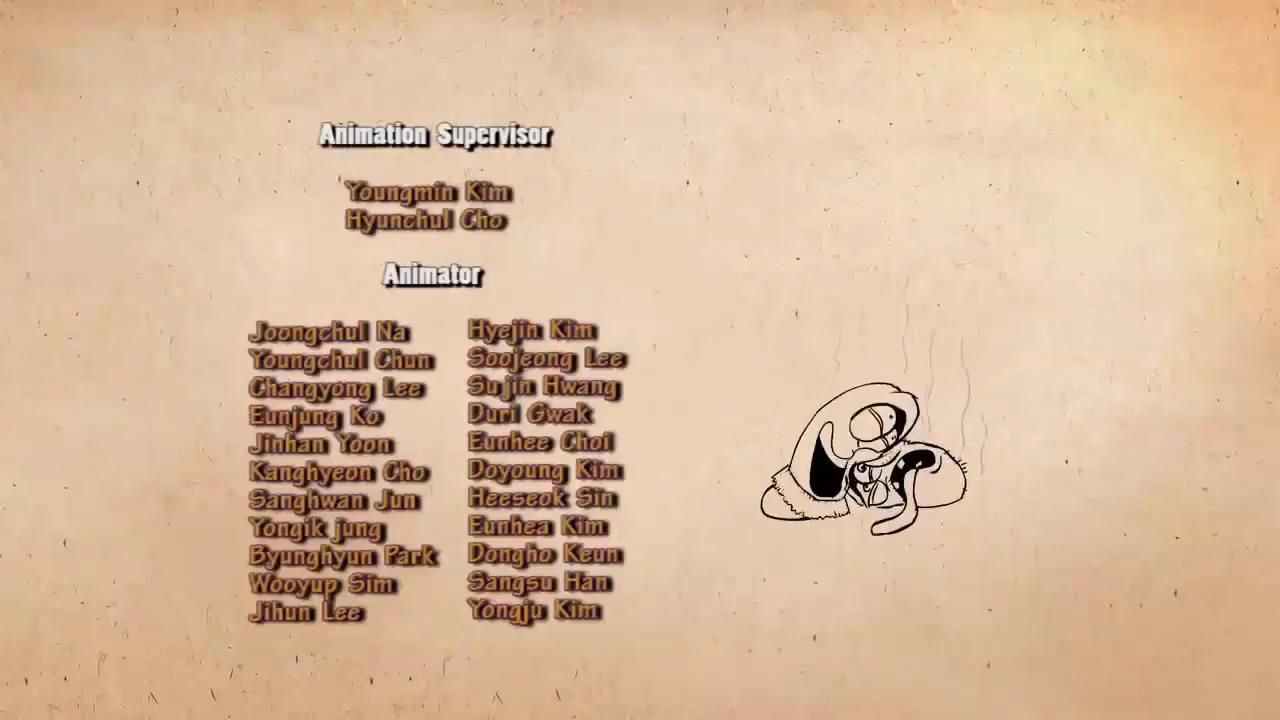 Animation Supervisor
Youngmin Kim
Hyunchul Cho
Animator
Joongchul Na
Youngchul Chun
Changyong Lee
Eunjung Ko
Jinhan Yoon
Kanghyeon Cho
Sanghwan Jun
Yongik jung
Byunghyun Park
Wooyup Sim
Jihun Lee
Hyejin Kim
Soojeong Lee
Sujin Hwang
Duri Gwak
Eunhee Choi
Doyoung Kim
Heeseok Sin
Eunhea Kim
Dongho Keun
Sangsu Han
Yongju Kim